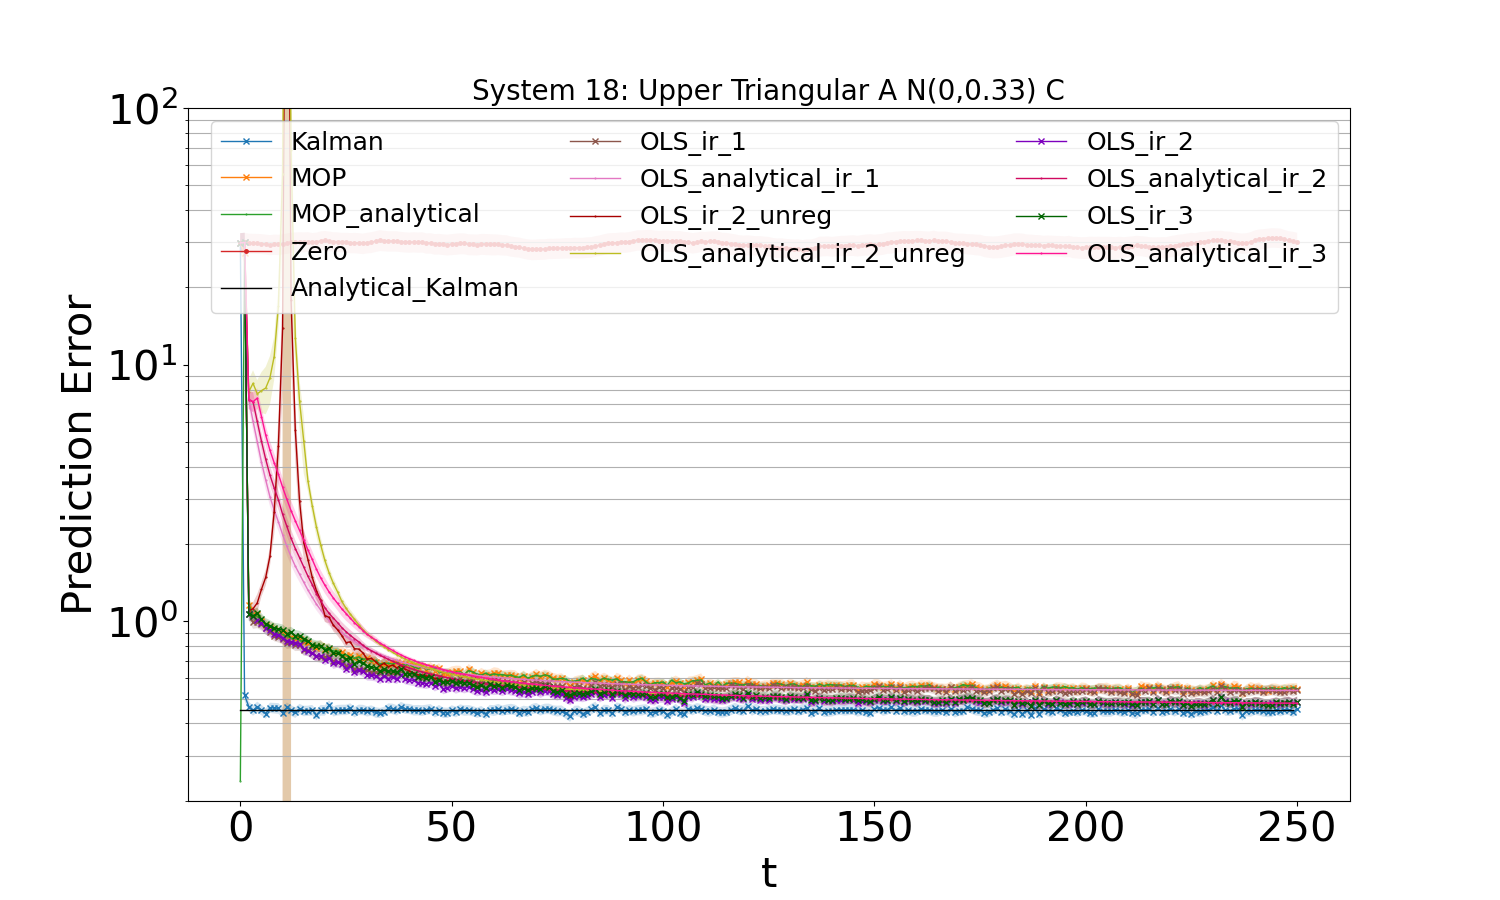 System 18: Upper Triangular A N(0,0.33) C
10²
10¹
10⁰
Prediction Error
Kalman
MOP
MOP_analytical
Zero
Analytical_Kalman
OLS_ir_1
OLS_analytical_ir_1
OLS_ir_2_unreg
OLS_analytical_ir_2_unreg
OLS_ir_2
OLS_analytical_ir_2
OLS_ir_3
OLS_analytical_ir_3
0 50 100 150 200 250
t